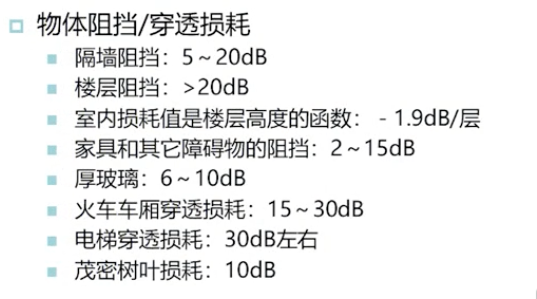 物体阻挡/穿透损耗
隔墙阻挡：5～20dB
楼层阻挡：>20dB
室内损耗值是楼层高度的函数：-1.9dB/层
家具和其它障碍物的阻挡：2～15dB
厚玻璃：6～10dB
火车车厢穿透损耗：15～30dB
电梯穿透损耗：30dB左右
茂密树叶损耗：10dB